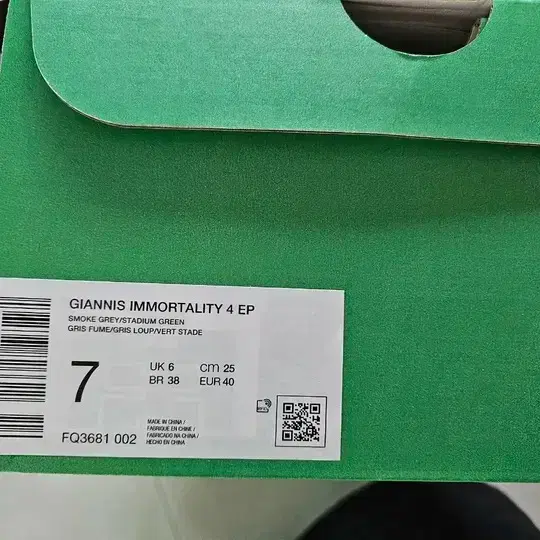 GIANNIS IMMORTALITY 4 EP
SMOKE GREY/STADIUM GREEN
GRIS FUME/GRIS LOUP/VERT STADE
7
UK 6 cm 25
BR 38 EUR 40
FQ3681 002
MADE IN CHINA/
FABRIQUE EN CHINE/
FABRICADO NA CHINA/
HECHO EN CHINA